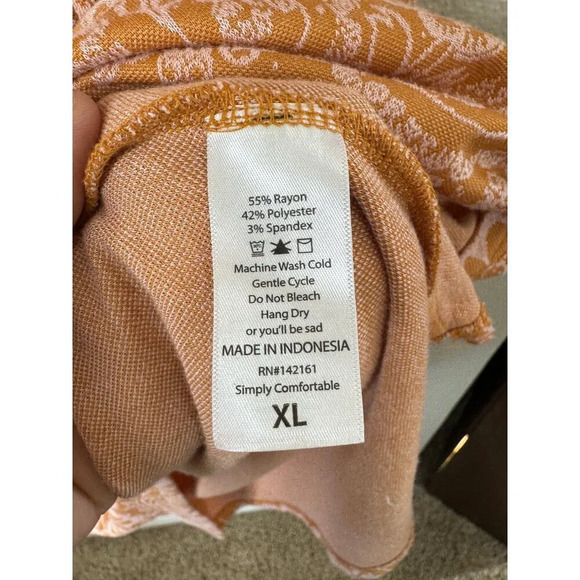 55% Rayon
42% Polyester
3% Spandex
Machine Wash Cold
Gentle Cycle
Do Not Bleach
Hang Dry
or you'll be sad
MADE IN INDONESIA
RN#142161
Simply Comfortable
XL